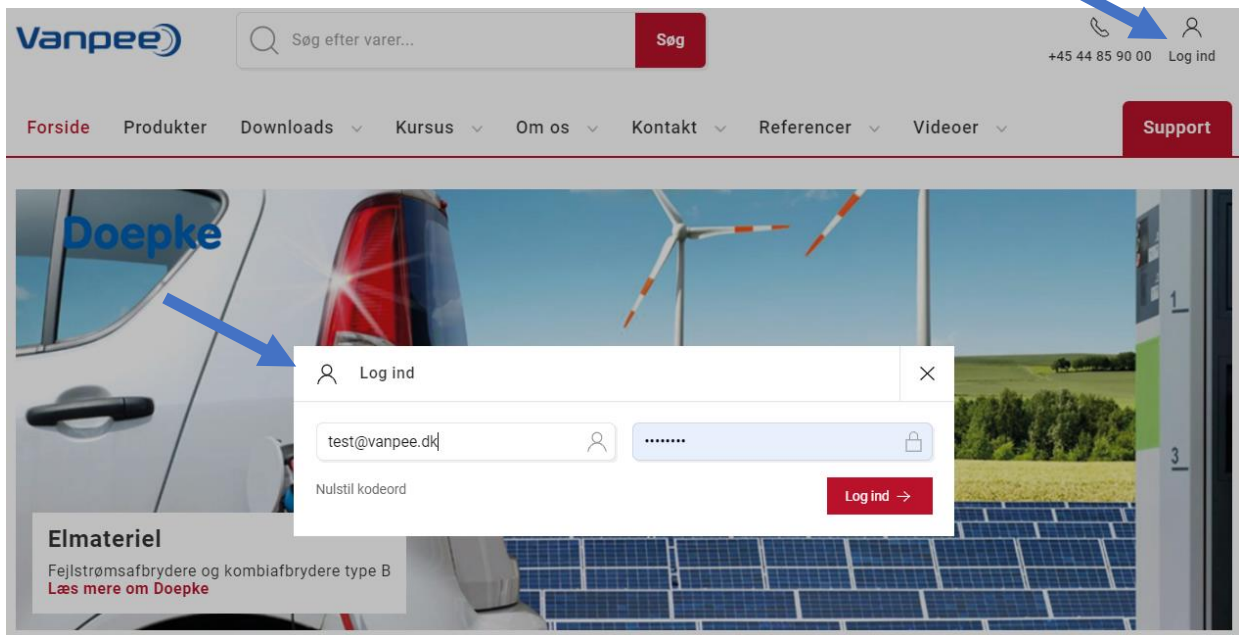 Vanpee
Søg efter varer...
Søg
+45 44 85 90 00
Log ind
Forside
Produkter
Downloads
Kursus
Om os
Kontakt
Referencer
Videoer
Support
Doepke
1
Log ind
test@vanpee.dk
••••••••
Nulstil kodeord
Log ind →
3
Elmateriel
Fejlstrømsafbrydere og kombiafbrydere type B
Læs mere om Doepke